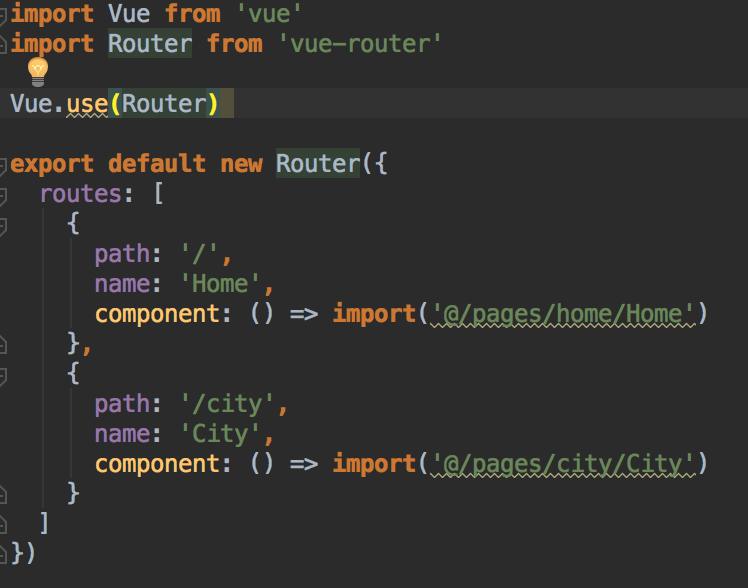 import Vue from 'vue'
import Router from 'vue-router'
Vue.use(Router)
export default new Router({
  routes: [
    {
      path: '/',
      name: 'Home',
      component: () => import('@/pages/home/Home')
    },
    {
      path: '/city',
      name: 'City',
      component: () => import('@/pages/city/City')
    }
  ]
})